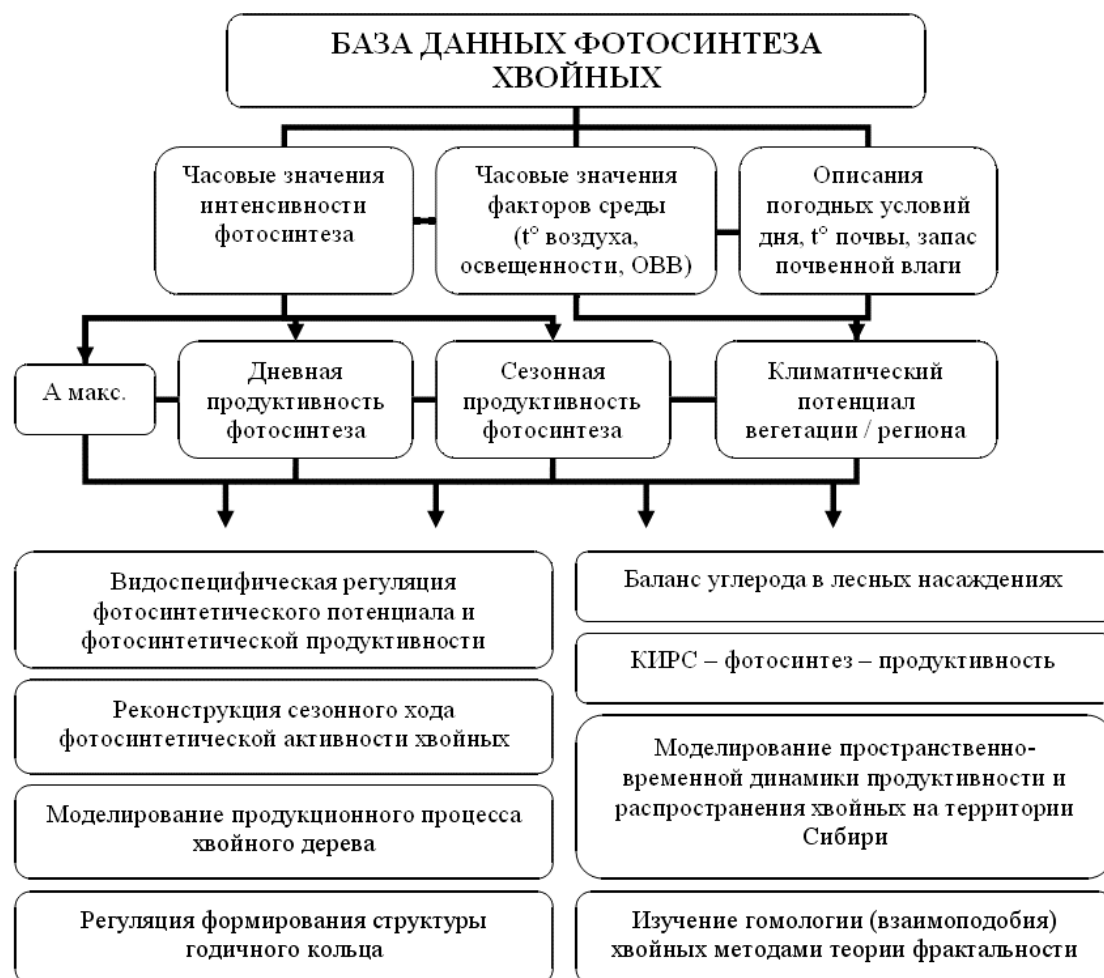 БАЗА ДАННЫХ ФОТОСИНТЕЗА
ХВОЙНЫХ
Часовые значения
интенсивности
фотосинтеза
Часовые значения
факторов среды
(t° воздуха,
освещенности, ОВВ)
Описания
погодных условий
дня, t° почвы, запас
почвенной влаги
А макс.
Дневная
продуктивность
фотосинтеза
Сезонная
продуктивность
фотосинтеза
Климатический
потенциал
вегетации / региона
Видоспецифическая регуляция
фотосинтетического потенциала и
фотосинтетической продуктивности
Реконструкция сезонного хода
фотосинтетической активности хвойных
Моделирование продукционного процесса
хвойного дерева
Регуляция формирования структуры
годичного кольца
Баланс углерода в лесных насаждениях
КИРС – фотосинтез – продуктивность
Моделирование пространственно-
временной динамики продуктивности и
распространения хвойных на территории
Сибири
Изучение гомологии (взаимоподобия)
хвойных методами теории фрактальности